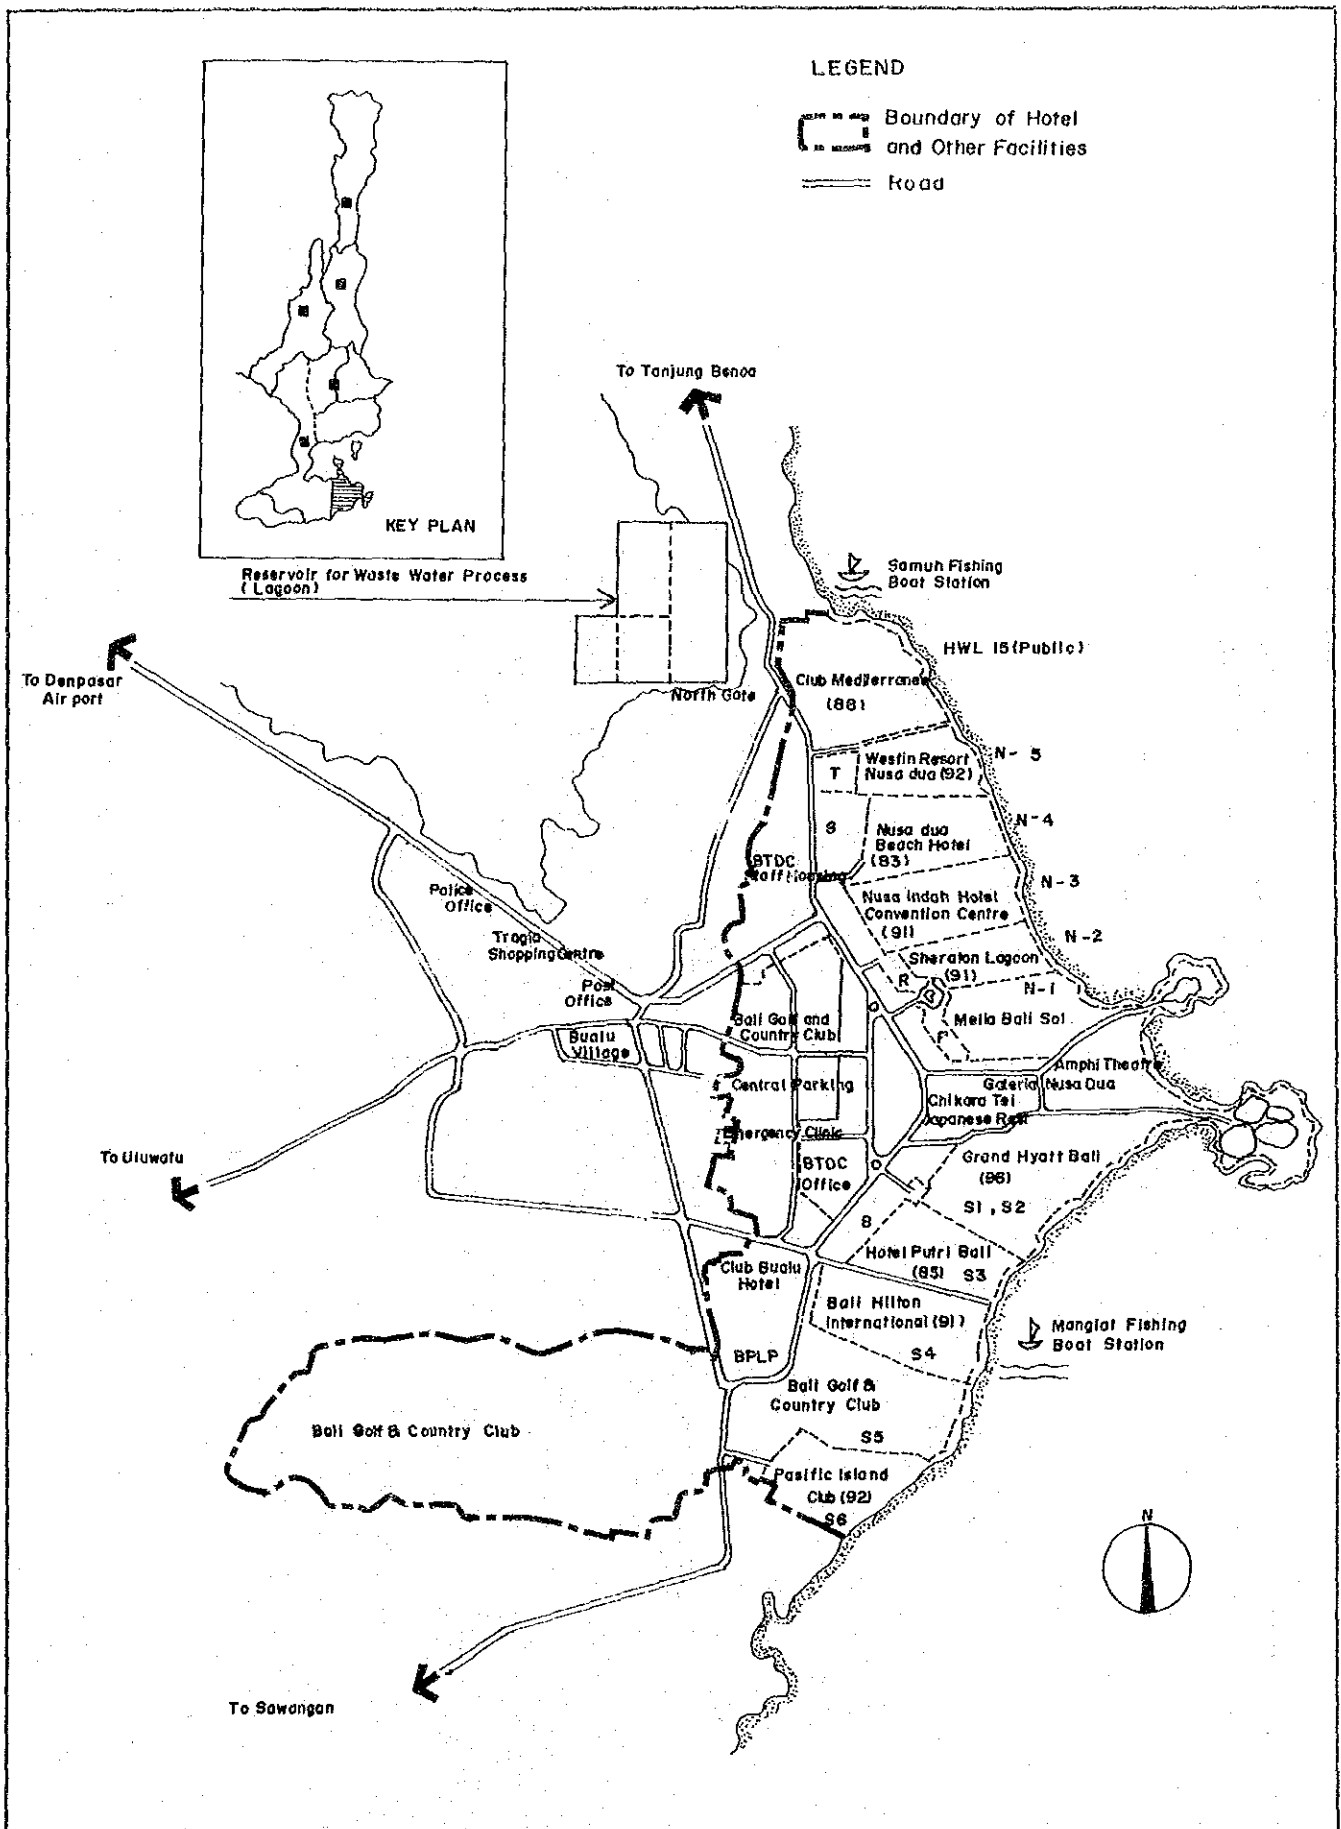 LEGEND
Boundary of Hotel
and Other Facilities
Road
KEY PLAN
To Tanjung Benoa
Reservoir for Waste Water Process
(Lagoon)
Samuh Fishing
Boat Station
HWL 15(Public)
To Denpasar
Air port
North Gate
Club Mediterrane
(88)
N- 5
T
Westin Resort
Nusa dua (92)
N-4
S
Nusa dua
Beach Hotel
(83)
BTDC
Staff Housing
N-3
Police
Office
Nusa Indah Hotel
Convention Centre
(91)
N-2
Tragia
Shopping Centre
Sheraton Lagoon
(91)
R
N-1
Post
Office
Bali Golf and
Country Club
Melia Bali Sol
F
Bualu
Village
Amphi Theatre
Central Parking
Galeria Nusa Dua
Chikara Tei
Japanese Rest
Emergency Clinic
To Uluwatu
BTDC
Office
Grand Hyatt Bali
(96)
S1 , S2
S
Hotel Putri Bali
(85) S3
Club Bualu
Hotel
Bali Hilton
International (91)
Mangiat Fishing
Boat Station
S4
BPLP
Bali Golf &
Country Club
Bali Golf & Country Club
S5
Pasific Island
Club (92)
S6
N
To Sawangan